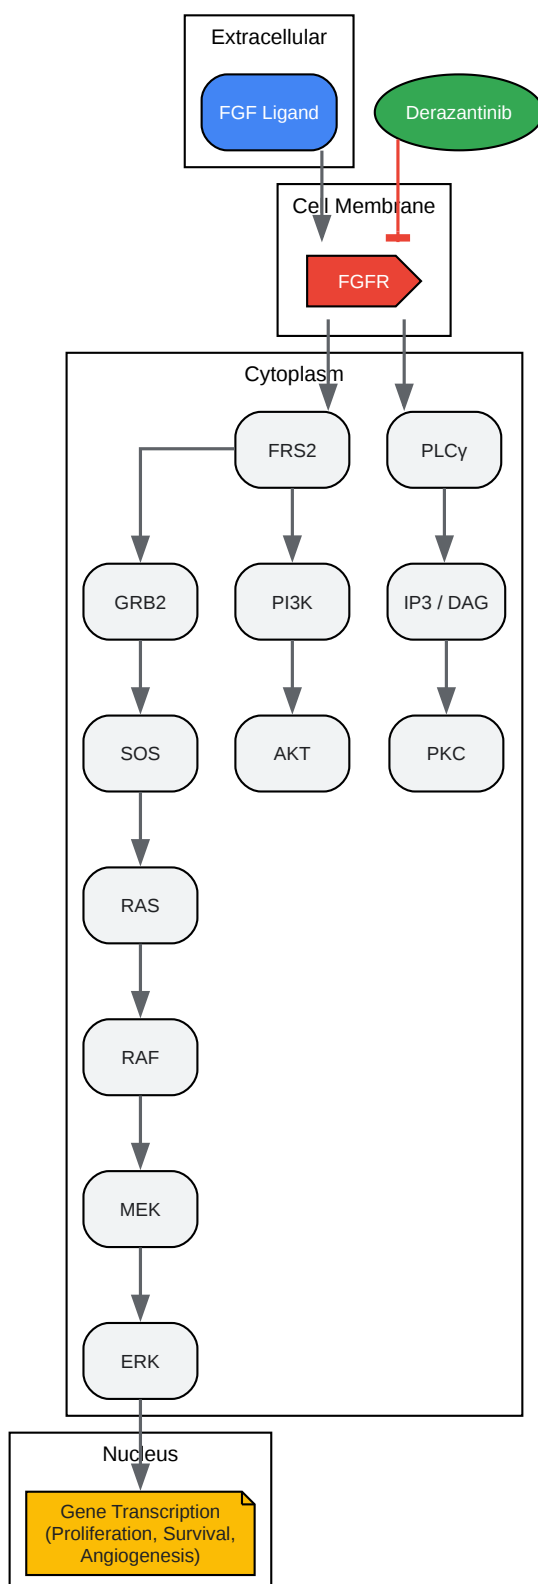 Extracellular
FGF Ligand
Derazantinib
Cell Membrane
FGFR
Cytoplasm
FRS2
PLCγ
GRB2
PI3K
IP3 / DAG
SOS
AKT
PKC
RAS
RAF
MEK
ERK
Nucleus
Gene Transcription
(Proliferation, Survival,
Angiogenesis)